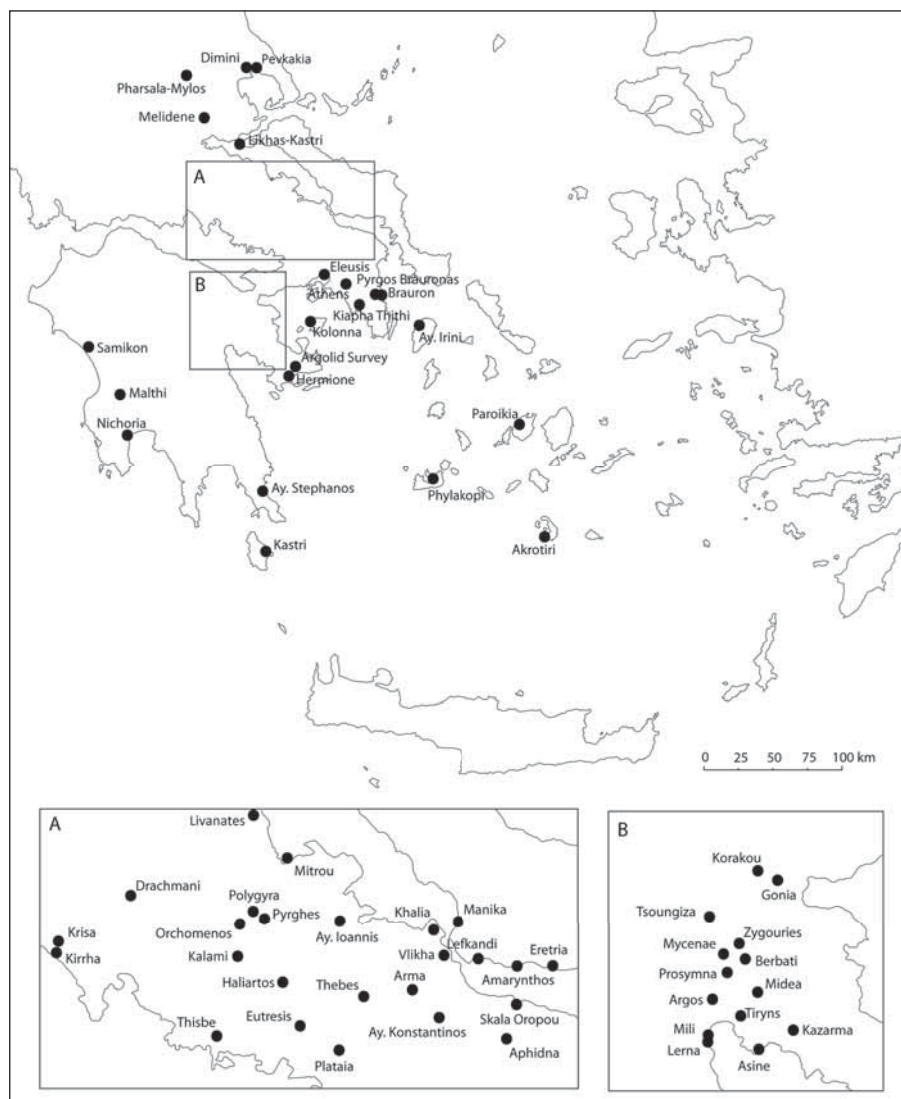 Dimini
Pevkakia
Pharsala-Mylos
Melidene
Likhas-Kastri
A
B
Eleusis
Pyrgos Brauronas
Athens
Brauron
Kiapha Thithi
Kolonna
Ay. Irini
Samikon
Argolid Survey
Hermione
Malthi
Nichoria
Paroikia
Ay. Stephanos
Phylakopi
Kastri
Akrotiri
0 25 50 75 100 km
A
Livanates
Mitrou
Drachmani
Polygyra
Pyrghes
Khalia
Manika
Orchomenos
Ay. Ioannis
Krisa
Kirrha
Kalami
Vlikha
Lefkandi
Eretria
Amarynthos
Haliartos
Thebes
Arma
Skala Oropou
Thisbe
Eutresis
Ay. Konstantinos
Plataia
Aphidna
B
Korakou
Gonia
Tsoungiza
Zygouries
Mycenae
Berbati
Prosymna
Midea
Argos
Tiryns
Mili
Kazarma
Lerna
Asine